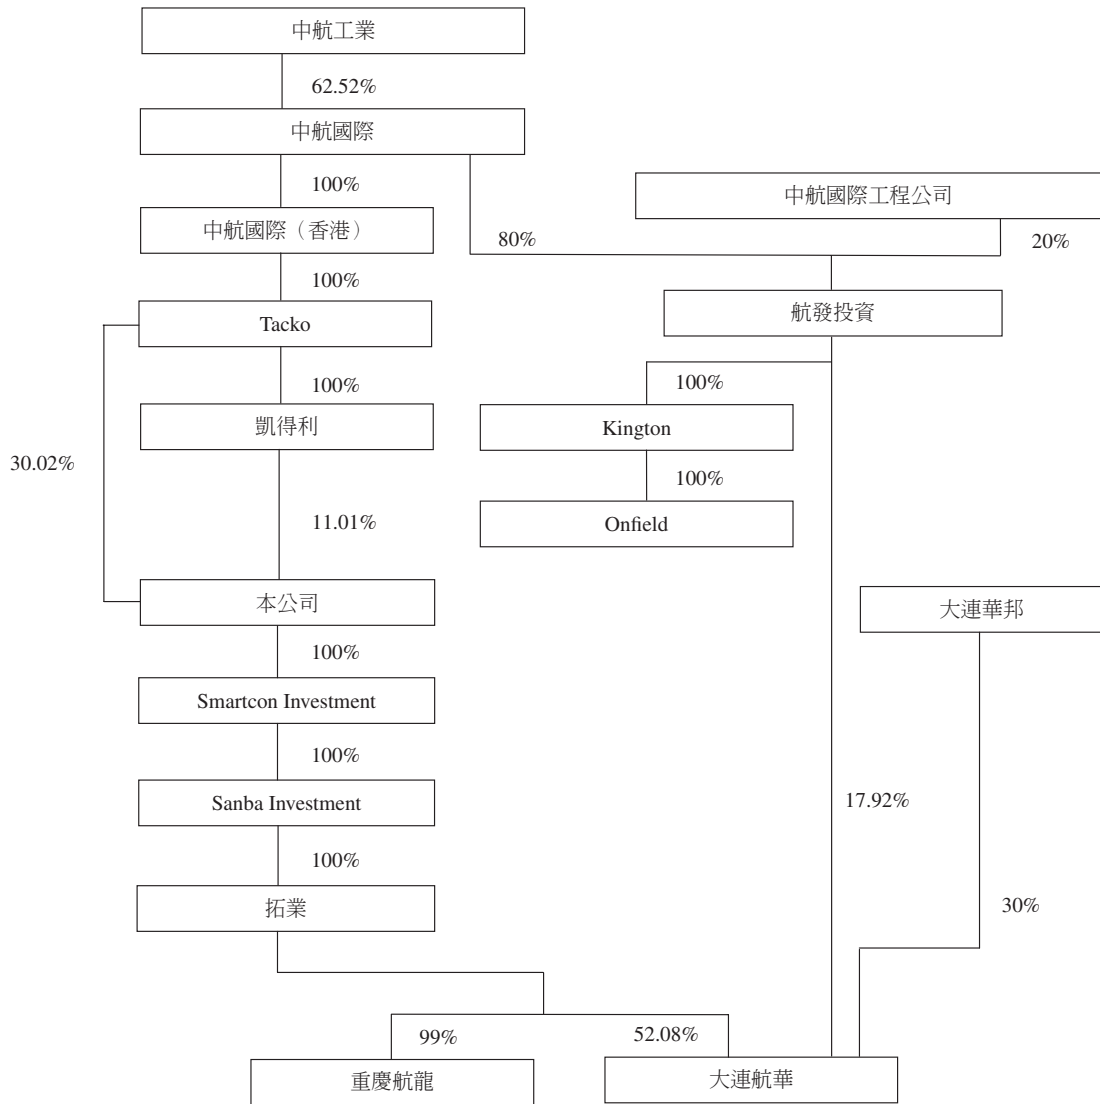 中航工業
62.52%
中航國際
100%
中航國際工程公司
中航國際（香港）
80%
20%
100%
航發投資
Tacko
100%
100%
凱得利
Kington
30.02%
100%
11.01%
Onfield
本公司
大連華邦
100%
Smartcon Investment
100%
Sanba Investment
17.92%
100%
拓業
30%
99%
52.08%
重慶航龍
大連航華